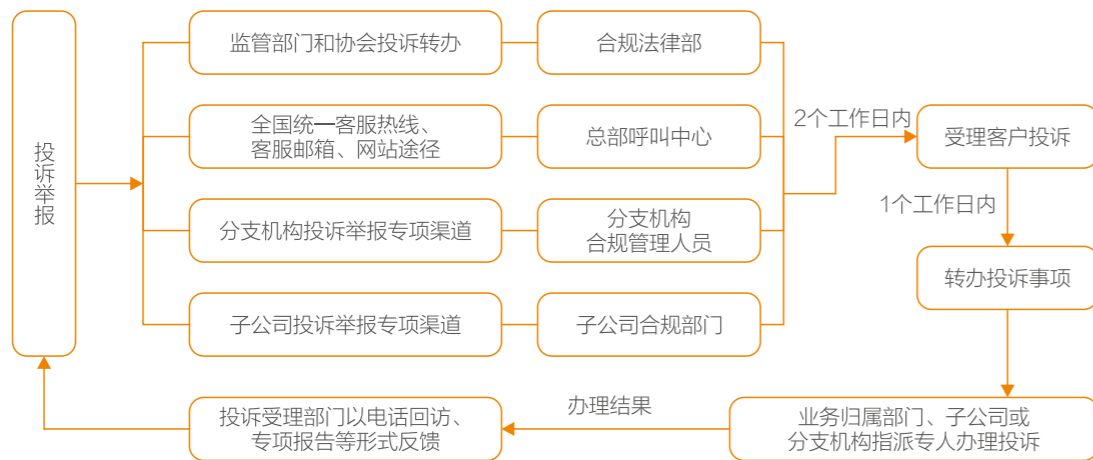 投诉举报
监管部门和协会投诉转办
合规法律部
全国统一客服热线、
客服邮箱、网站途径
总部呼叫中心
分支机构投诉举报专项渠道
分支机构
合规管理人员
子公司投诉举报专项渠道
子公司合规部门
2个工作日内
受理客户投诉
1个工作日内
转办投诉事项
业务归属部门、子公司或
分支机构指派专人办理投诉
办理结果
投诉受理部门以电话回访、
专项报告等形式反馈